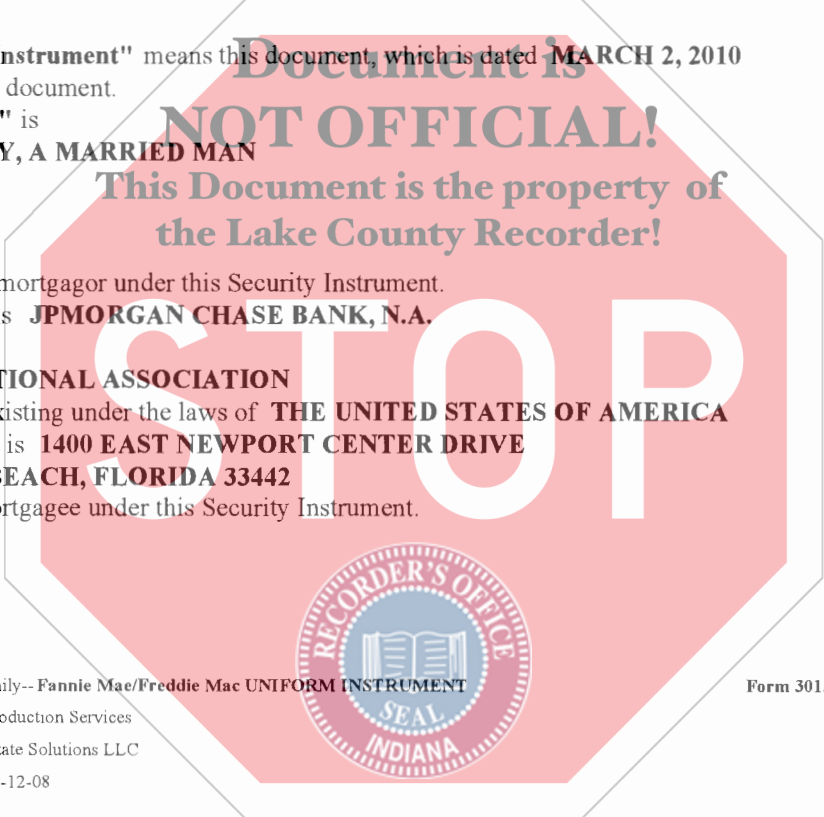 Document is
nstrument" means this document, which is dated MARCH 2, 2010
document.
" is
NOT OFFICIAL!
Y, A MARRIED MAN
This Document is the property of
the Lake County Recorder!
mortgagor under this Security Instrument.
s JPMORGAN CHASE BANK, N.A.
TIONAL ASSOCIATION
xisting under the laws of THE UNITED STATES OF AMERICA
is 1400 EAST NEWPORT CENTER DRIVE
BEACH, FLORIDA 33442
ortgagee under this Security Instrument.
STOP
RECORDER'S OFFICE
SEAL
INDIANA
ily-- Fannie Mae/Freddie Mac UNIFORM INSTRUMENT
Form 301
oduction Services
tate Solutions LLC
-12-08